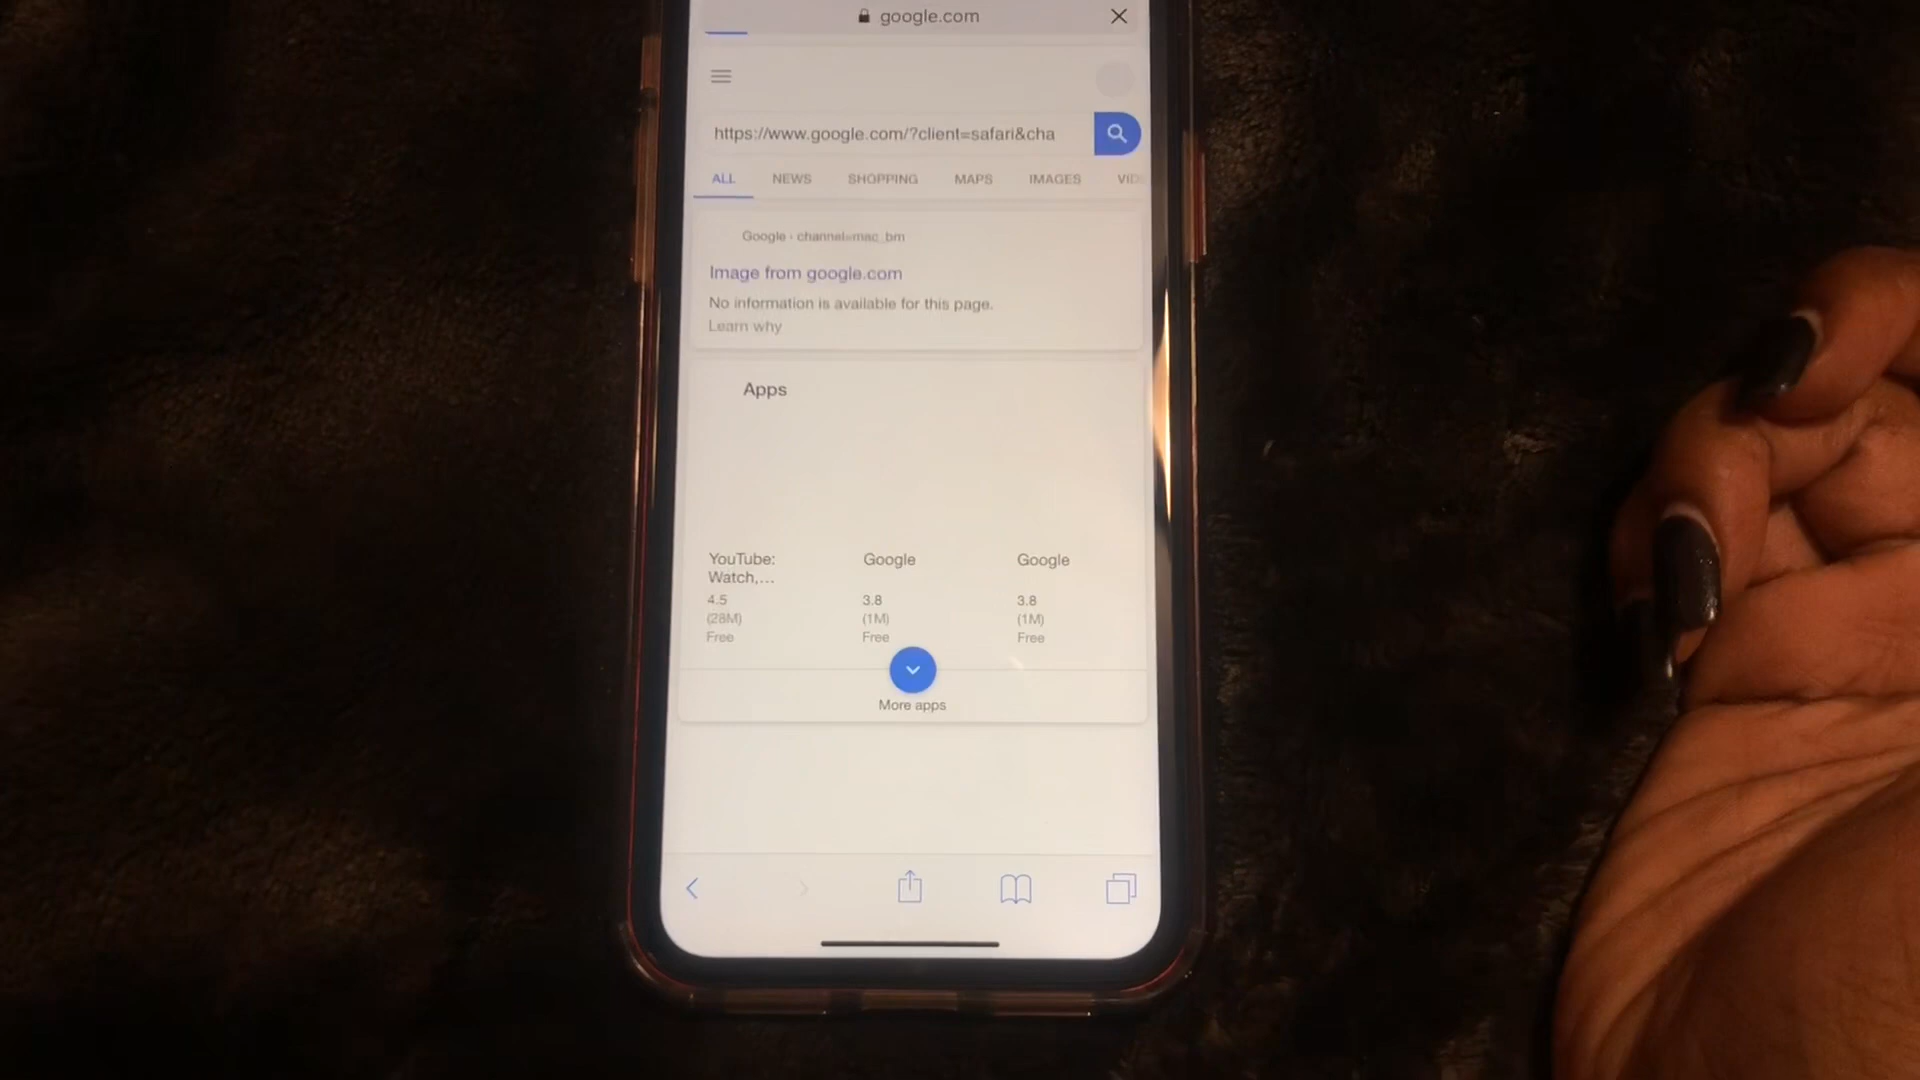 google.com
https://www.google.com/?client=safari&cha
ALL NEWS SHOPPING MAPS IMAGES VID
Google › channel=mac_bm
Image from google.com
No information is available for this page.
Learn why
Apps
YouTube:
Watch,...
4.5
(28M)
Free
Google
3.8
(1M)
Free
Google
3.8
(1M)
Free
More apps